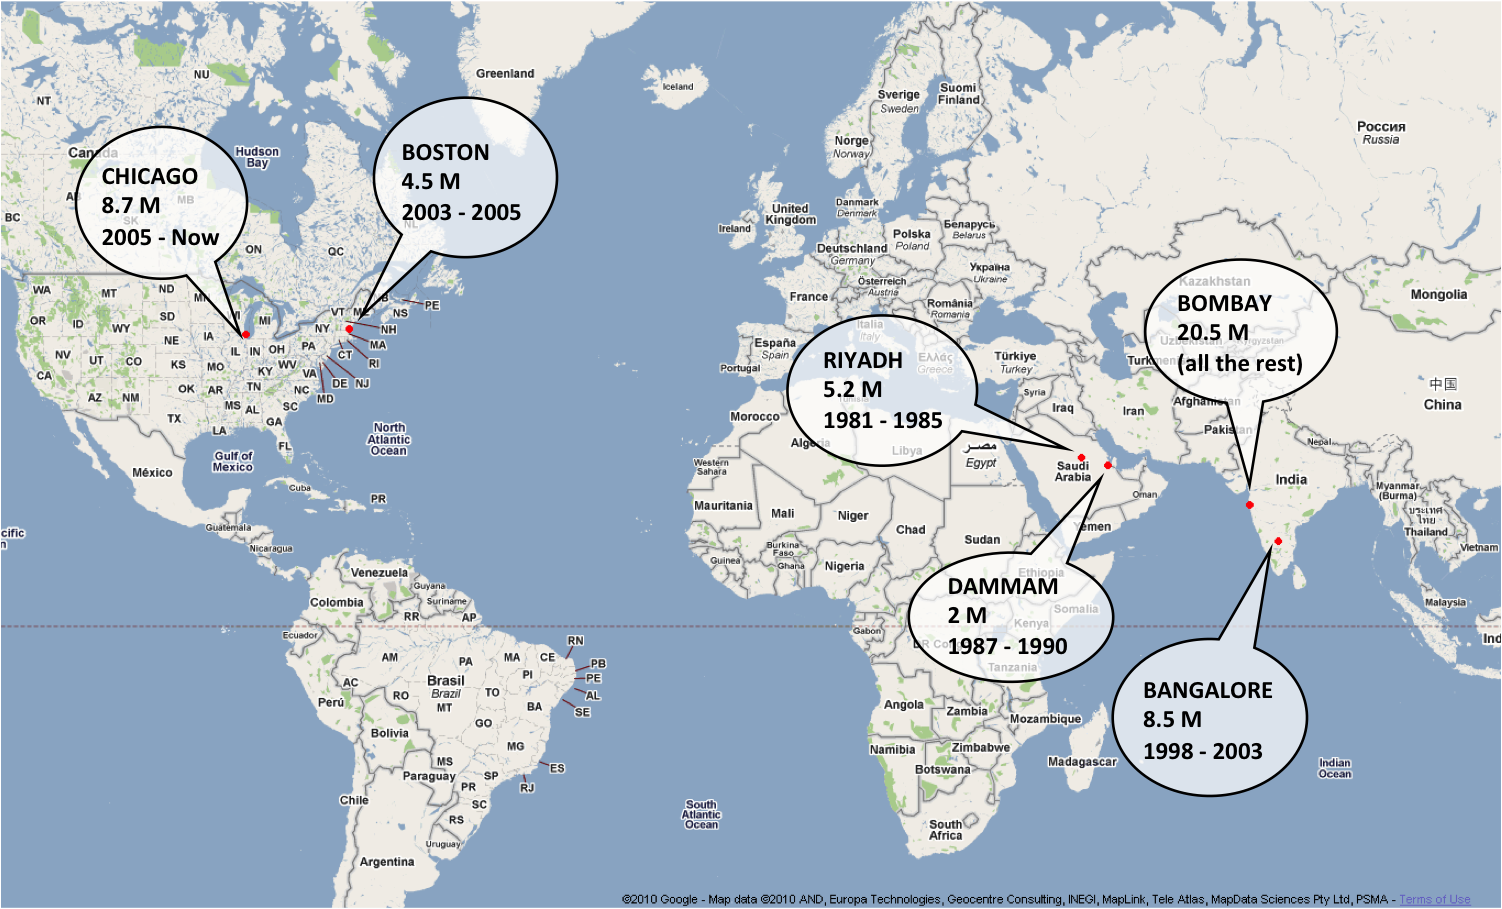 CHICAGO
8.7 M
2005 - Now
BOSTON
4.5 M
2003 - 2005
RIYADH
5.2 M
1981 - 1985
DAMMAM
2 M
1987 - 1990
BOMBAY
20.5 M
(all the rest)
BANGALORE
8.5 M
1998 - 2003
Greenland
Iceland
NU
NT
Canada
Hudson
Bay
MB
SK
BC
ON
QC
NL
PE
NS
WA
MT
ND
OR
ID
WY
SD
MI
NV
UT
CO
NE
IA
IL
IN
OH
PA
NY
VT
NH
MA
RI
CT
NJ
DE
MD
CA
AZ
NM
KS
MO
KY
WV
VA
OK
AR
TN
NC
SC
TX
MS
AL
GA
LA
FL
North
Atlantic
Ocean
Gulf of
Mexico
México
Cuba
PR
Guatemala
Nicaragua
cific
n
Venezuela
Guyana
Suriname
Colombia
RR
AP
Ecuador
AM
PA
MA
CE
RN
PB
PE
AL
SE
PI
AC
RO
Brasil
Brazil
MT
TO
BA
Perú
Bolivia
GO
MG
ES
MS
SP
RJ
Paraguay
PR
SC
RS
Chile
Uruguay
Argentina
South
Atlantic
Ocean
Sverige
Sweden
Suomi
Finland
Norge
Norway
Россия
Russia
United
Kingdom
Ireland
Danmark
Denmark
Polska
Poland
Беларусь
Belarus
Deutschland
Germany
Україна
Ukraine
Österreich
Austria
France
România
Romania
Italia
Italy
España
Spain
Portugal
Ελλάς
Greece
Türkiye
Turkey
Kazakhstan
Mongolia
Uzbekistan
Kyrgyzstan
中国
China
Syria
Iraq
Iran
Afghanistan
Pakistan
Nepal
Morocco
Tunisia
Algeria
Libya
مصر
Egypt
Western
Sahara
Saudi
Arabia
Oman
Yemen
India
Myanmar
(Burma)
ประเทศ
ไทย
Thailand
Vietnam
Malaysia
Ind
Mauritania
Mali
Niger
Chad
Sudan
Burkina
Faso
Guinea
Ghana
Nigeria
Ethiopia
Somalia
Gabon
Kenya
Tanzania
Angola
Zambia
Mozambique
Namibia
Zimbabwe
Botswana
Madagascar
South
Africa
Indian
Ocean
©2010 Google - Map data ©2010 AND, Europa Technologies, Geocentre Consulting, INEGI, MapLink, Tele Atlas, MapData Sciences Pty Ltd, PSMA - Terms of Use